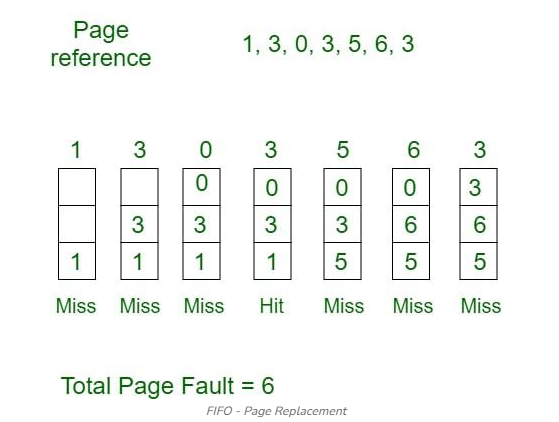 Page
reference
1, 3, 0, 3, 5, 6, 3
1 3 0 3 5 6 3
0 0 0 0 3
3 3 3 3 6 6
1 1 1 1 5 5 5
Miss Miss Miss Hit Miss Miss Miss
Total Page Fault = 6
FIFO - Page Replacement